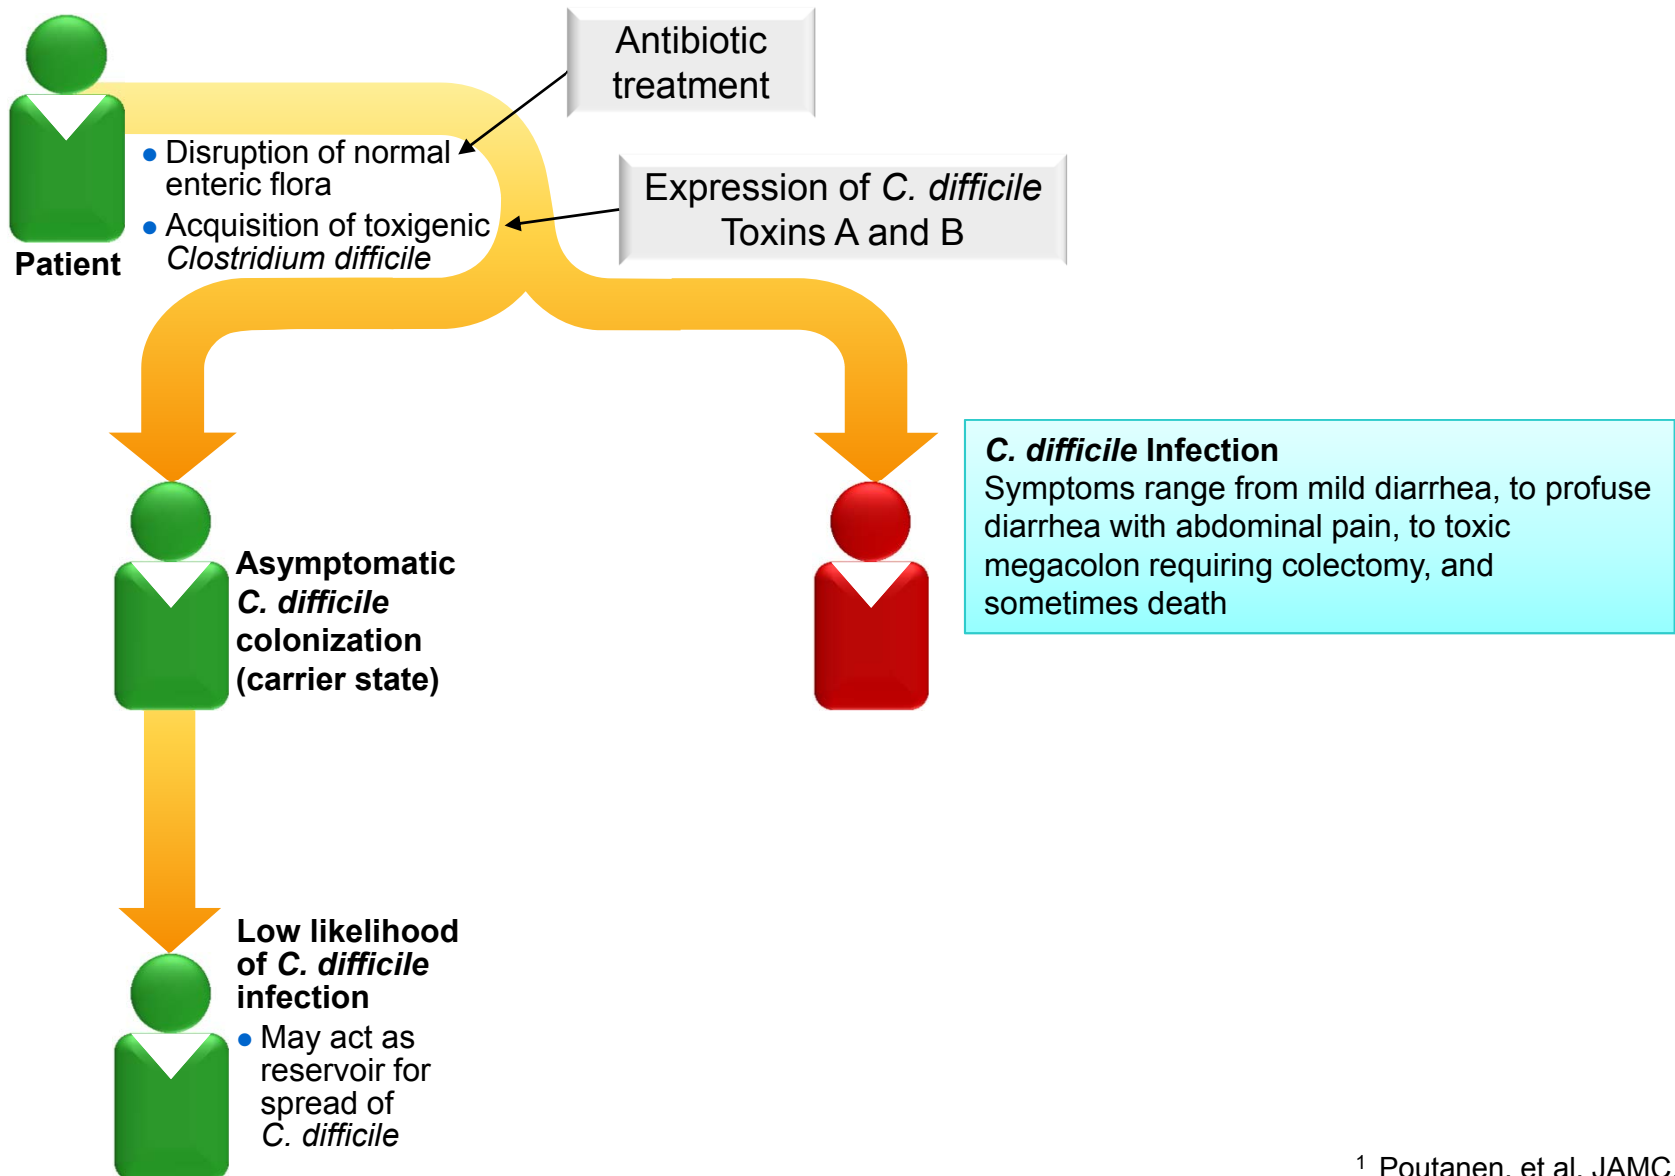 Antibiotic
treatment
• Disruption of normal
enteric flora
• Acquisition of toxigenic
Clostridium difficile
Patient
Expression of C. difficile
Toxins A and B
C. difficile Infection
Symptoms range from mild diarrhea, to profuse
diarrhea with abdominal pain, to toxic
megacolon requiring colectomy, and
sometimes death
Asymptomatic
C. difficile
colonization
(carrier state)
Low likelihood
of C. difficile
infection
• May act as
reservoir for
spread of
C. difficile
1 Poutanen, et al. JAMC.